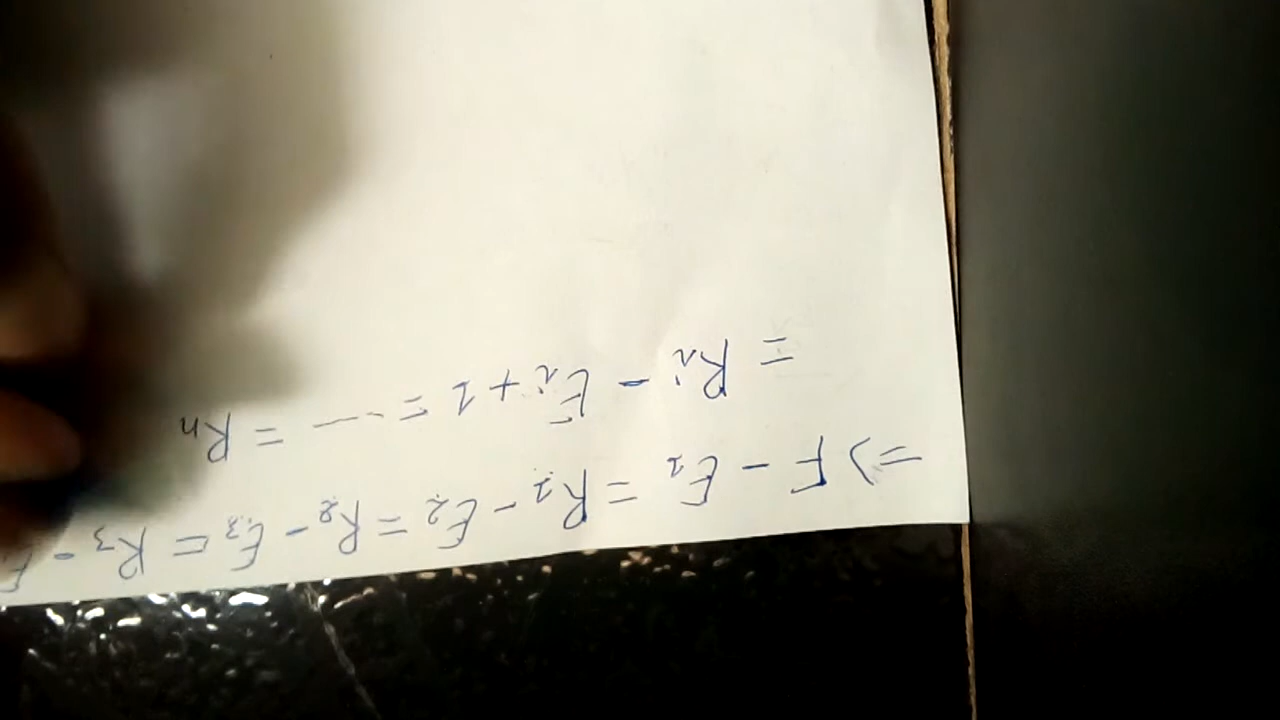 => F - E₁ = R₁ - E₂ = R₂ - E₃ = R₃ -
= Rᵢ - Eᵢ + 1 = ... = Rₙ